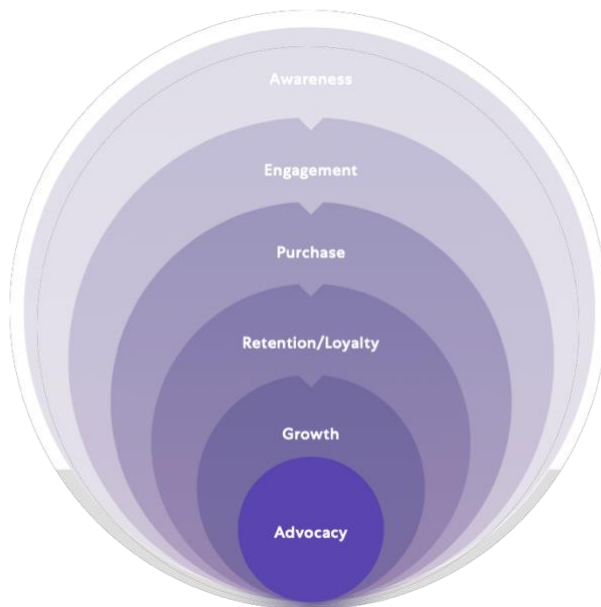 Awareness
Engagement
Purchase
Retention/Loyalty
Growth
Advocacy